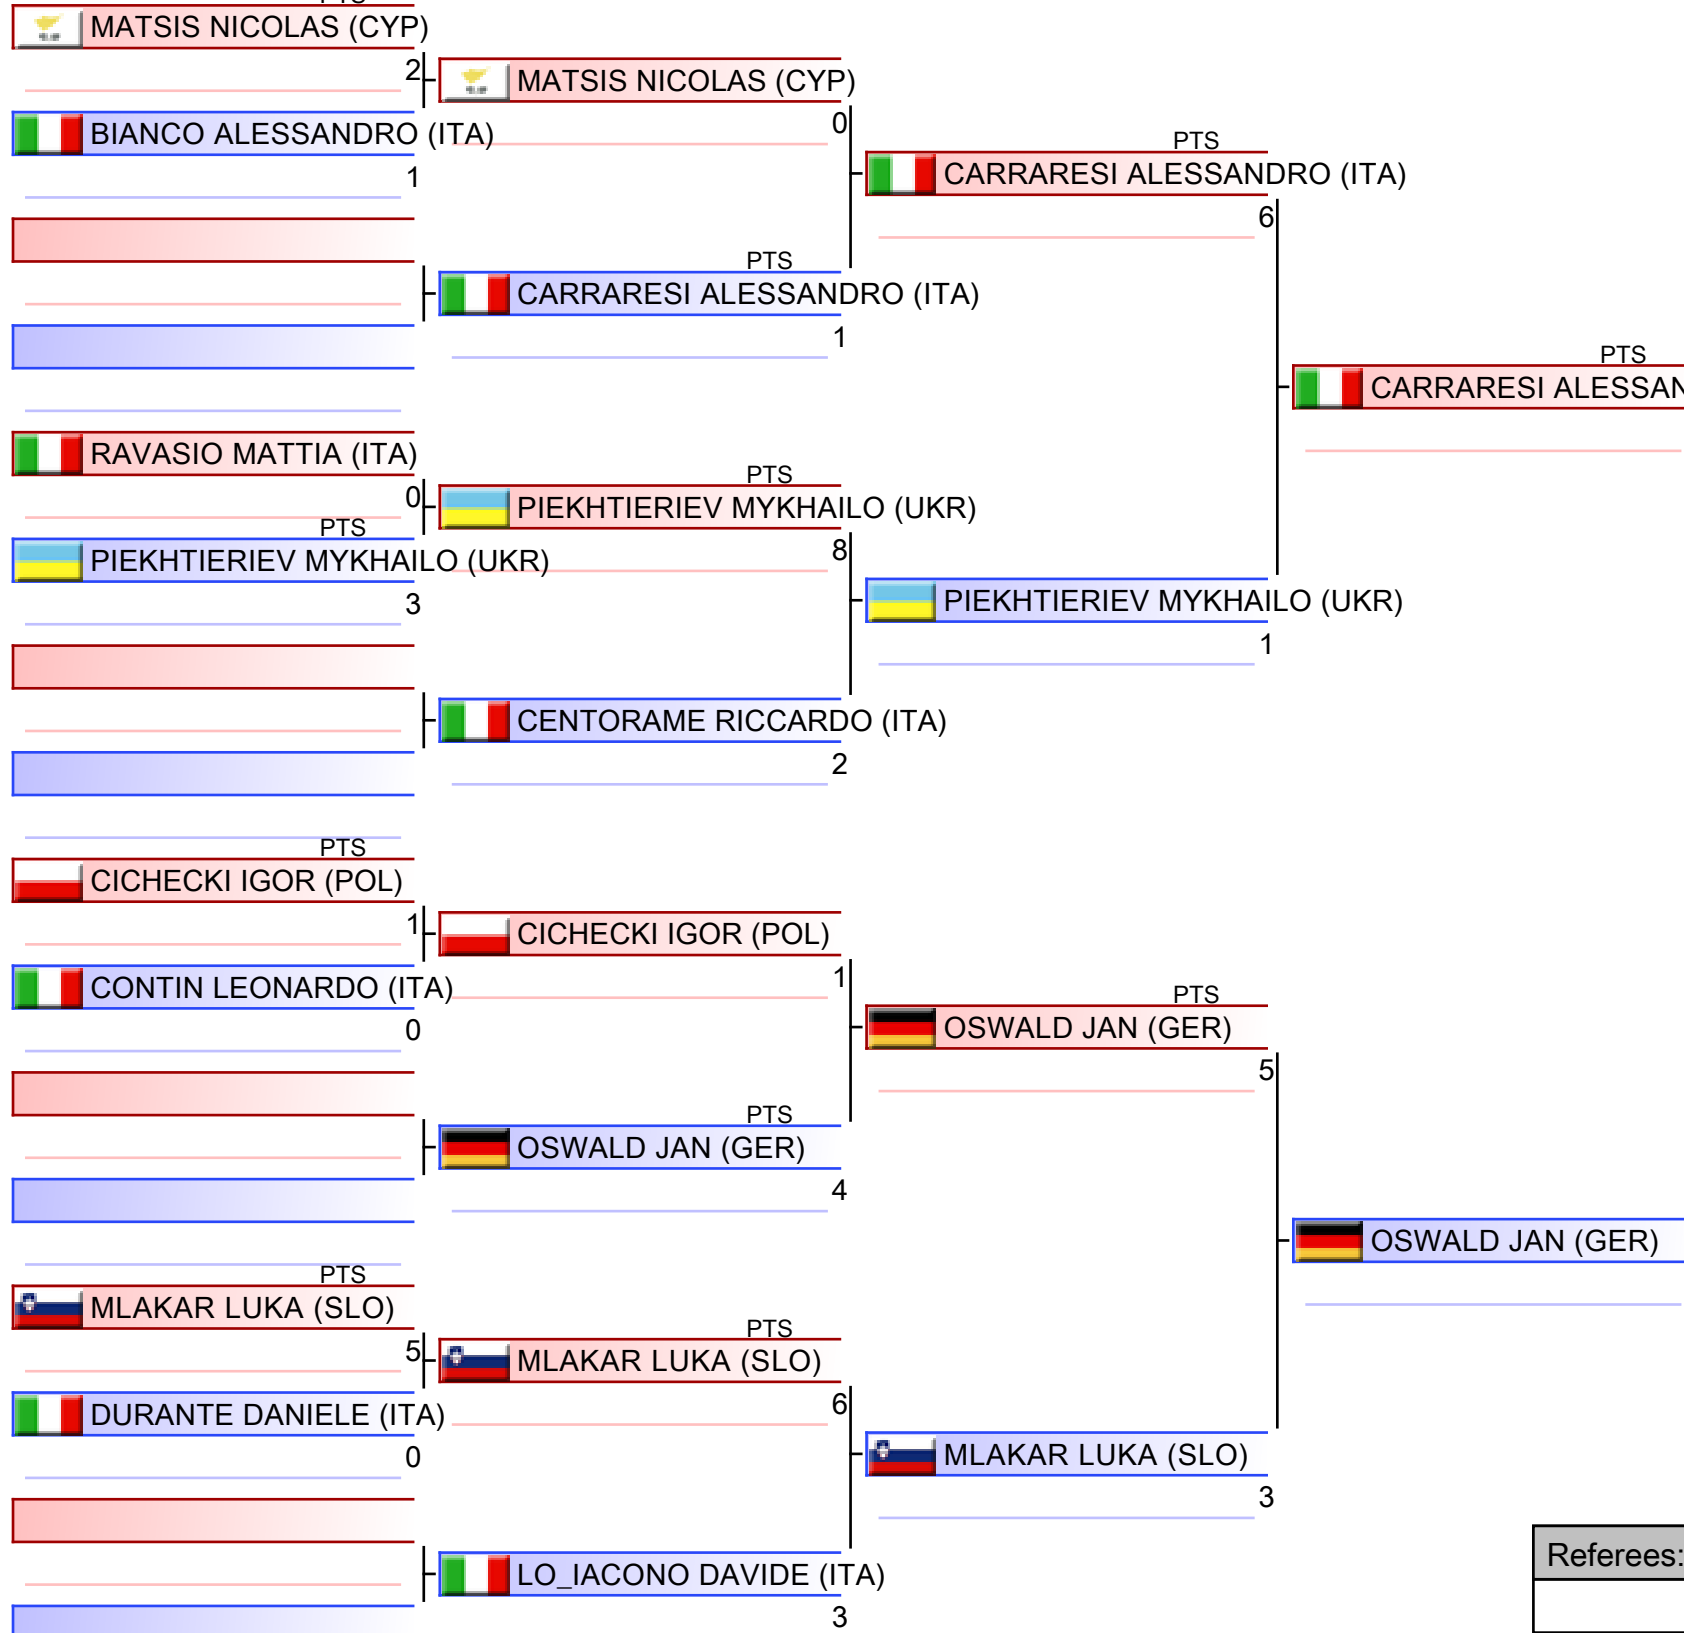 PTS
MATSIS NICOLAS (CYP)
2
BIANCO ALESSANDRO (ITA)
1
RAVASIO MATTIA (ITA)
0
PTS
PIEKHTIERIEV MYKHAILO (UKR)
3
PTS
CICHECKI IGOR (POL)
1
CONTIN LEONARDO (ITA)
0
PTS
MLAKAR LUKA (SLO)
5
DURANTE DANIELE (ITA)
0
MATSIS NICOLAS (CYP)
0
PTS
CARRARESI ALESSANDRO (ITA)
1
PTS
PIEKHTIERIEV MYKHAILO (UKR)
8
CENTORAME RICCARDO (ITA)
2
CICHECKI IGOR (POL)
1
PTS
OSWALD JAN (GER)
4
PTS
MLAKAR LUKA (SLO)
6
LO_IACONO DAVIDE (ITA)
3
PTS
CARRARESI ALESSANDRO (ITA)
6
PIEKHTIERIEV MYKHAILO (UKR)
1
PTS
OSWALD JAN (GER)
5
MLAKAR LUKA (SLO)
3
PTS
CARRARESI ALESSAN
OSWALD JAN (GER)
Referees: